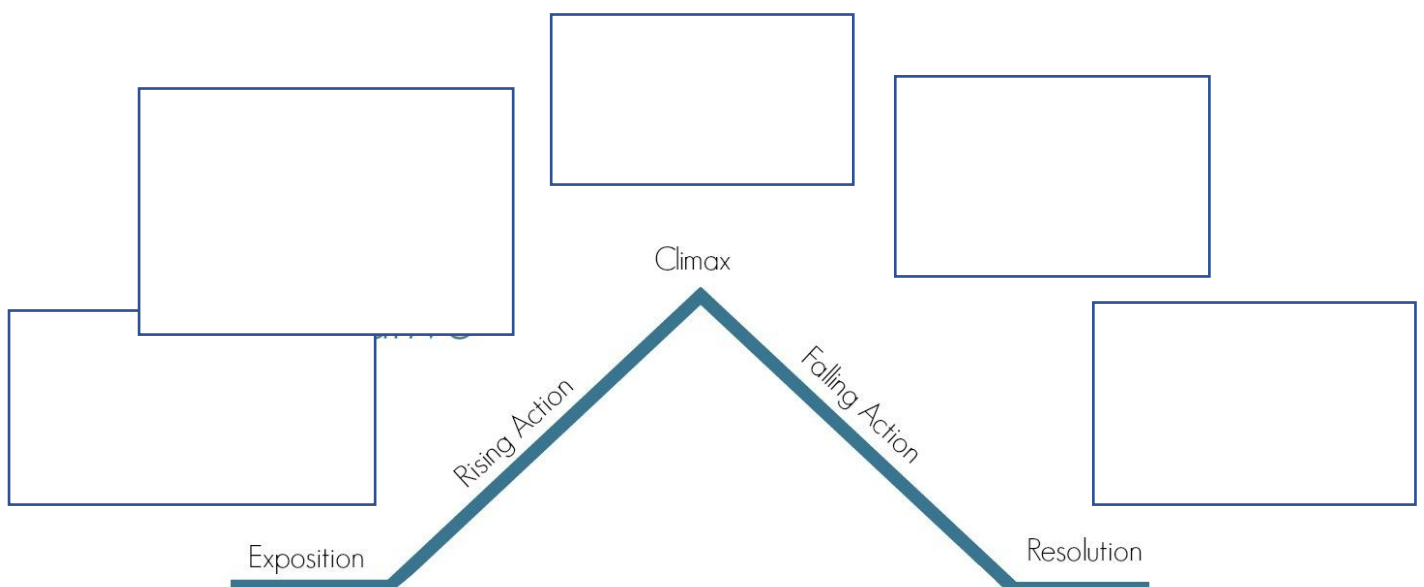 Climax
Rising Action
Falling Action
Exposition
Resolution